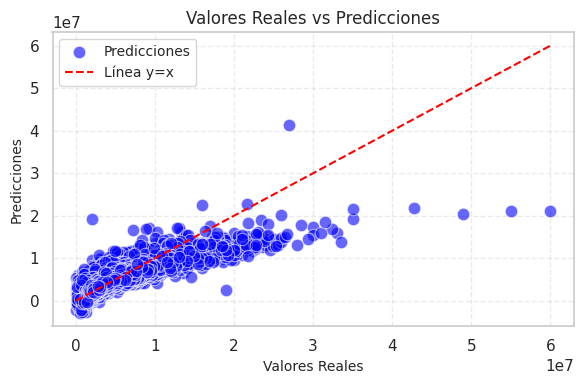 Valores Reales vs Predicciones
1e7
Predicciones
Línea y=x
6
5
4
3
2
1
0
Predicciones
0
1
2
3
4
5
6
1e7
Valores Reales